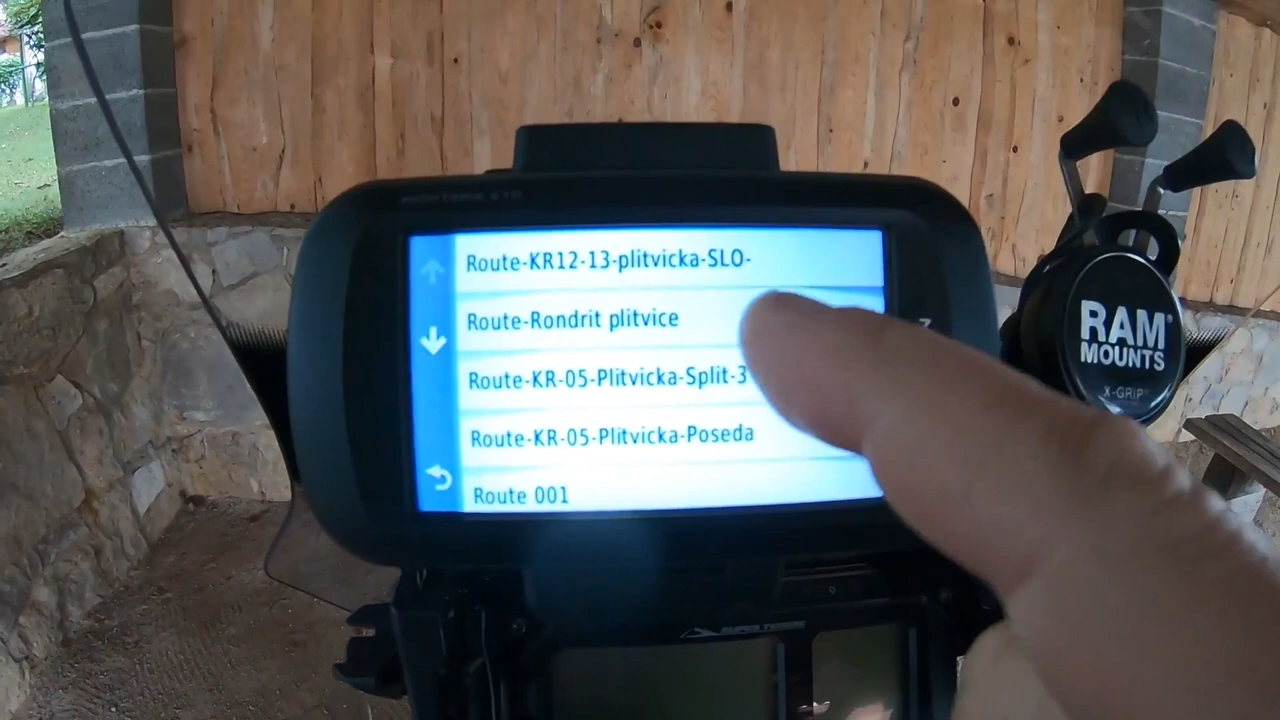 Route-KR12-13-plitvicka-SLO-
Route-Rondrit plitvice
Route-KR-05-Plitvicka-Split-3
Route-KR-05-Plitvicka-Poseda
Route 001
RAM
MOUNTS
X-GRIP